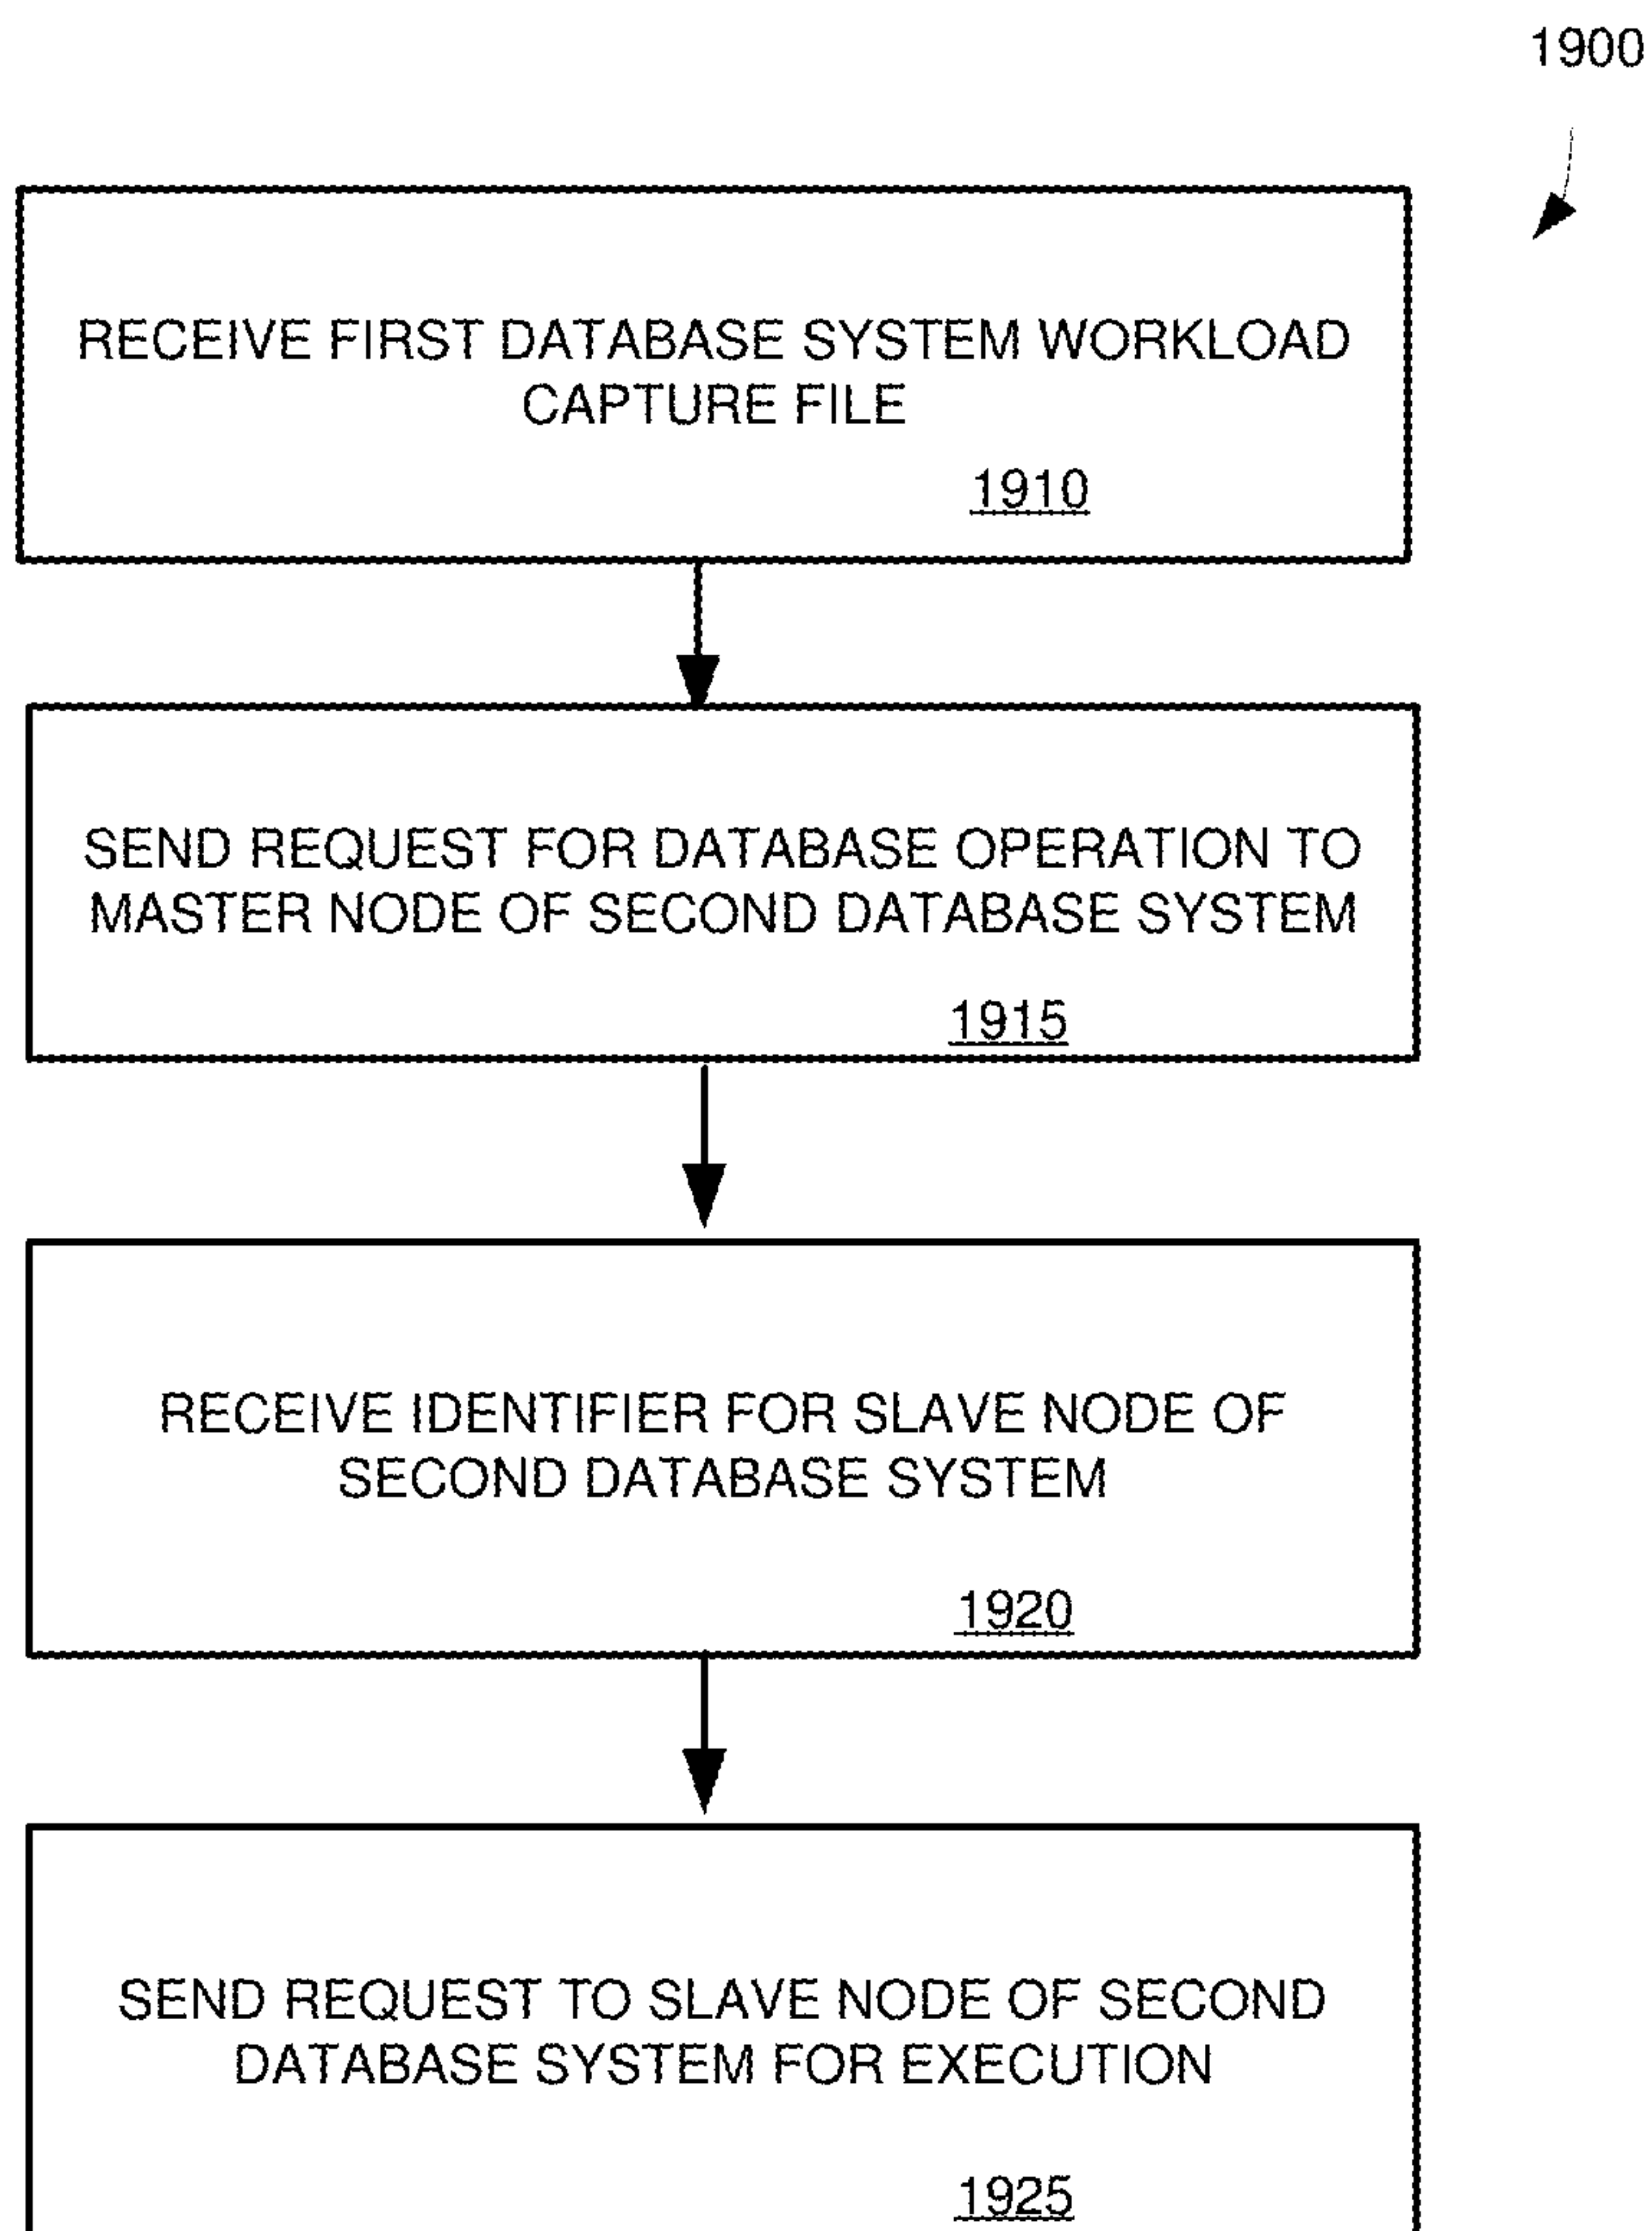 1900
RECEIVE FIRST DATABASE SYSTEM WORKLOAD
CAPTURE FILE
1910
SEND REQUEST FOR DATABASE OPERATION TO
MASTER NODE OF SECOND DATABASE SYSTEM
1915
RECEIVE IDENTIFIER FOR SLAVE NODE OF
SECOND DATABASE SYSTEM
1920
SEND REQUEST TO SLAVE NODE OF SECOND
DATABASE SYSTEM FOR EXECUTION
1925